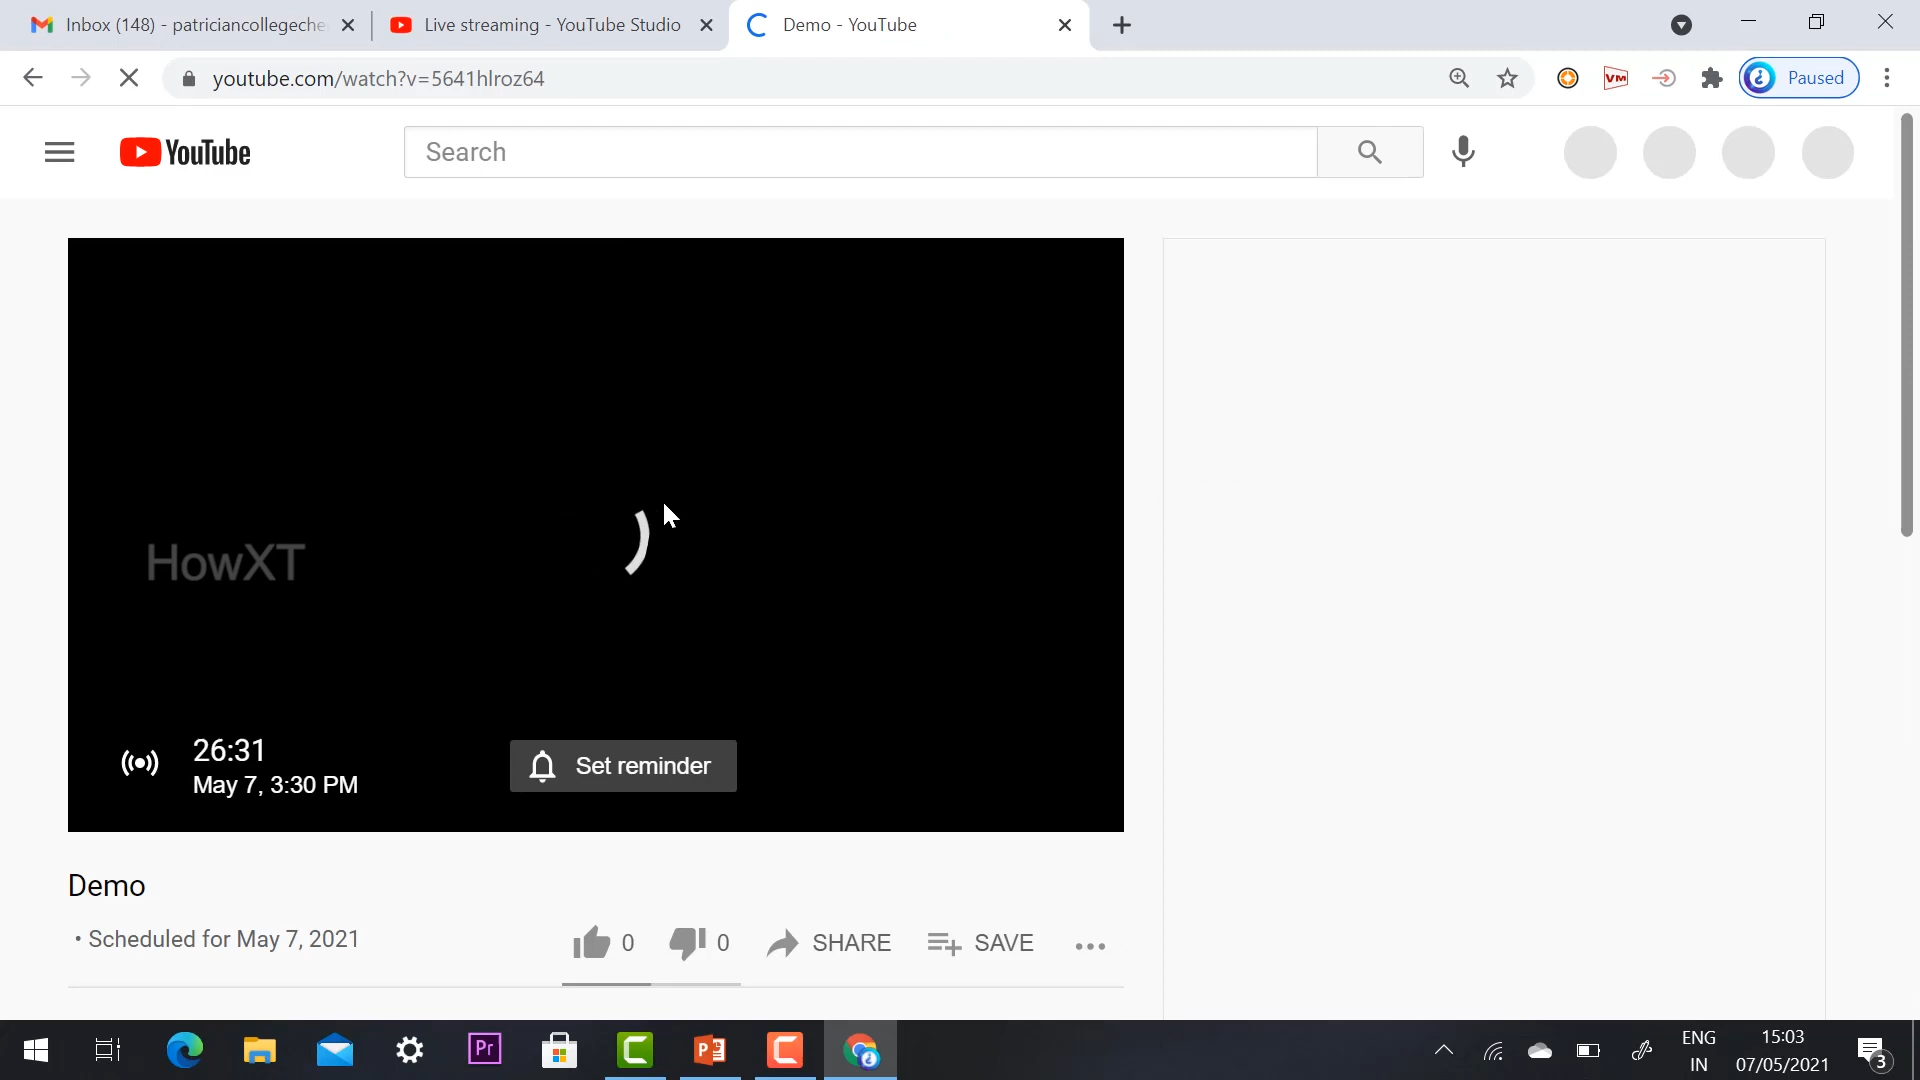 Inbox (148) - patriciancollegeche
Live streaming - YouTube Studio
Demo - YouTube
youtube.com/watch?v=5641hlroz64
VM
Paused
YouTube
Search
HowXT
26:31
May 7, 3:30 PM
Set reminder
Demo
• Scheduled for May 7, 2021
0
0
SHARE
SAVE
Pr
P
ENG
IN
15:03
07/05/2021
3